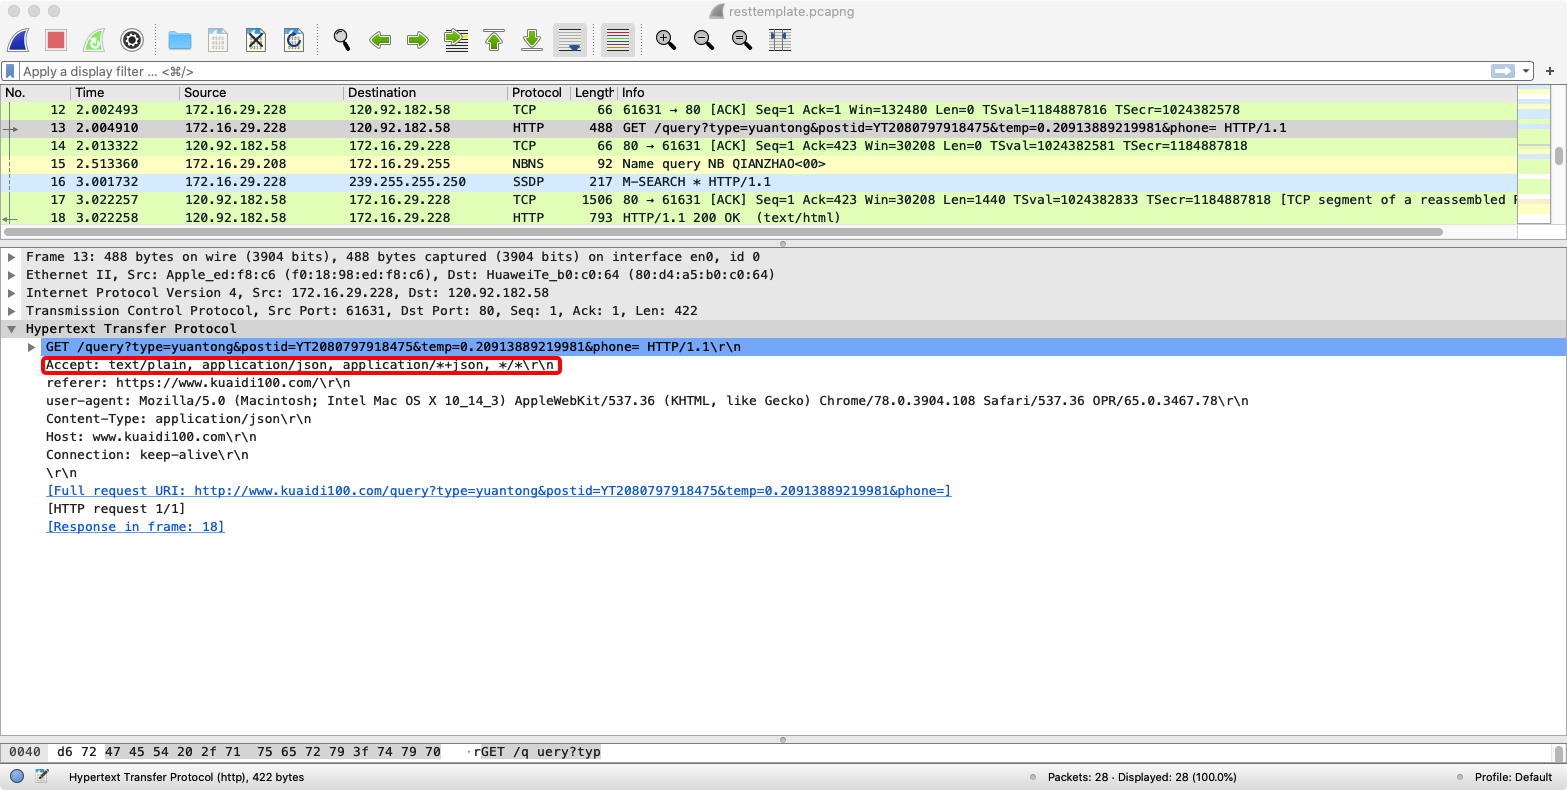 resttemplate.pcapng
Apply a display filter ... <⌘/>
+
No. Time Source Destination Protocol Length Info
12 2.002493 172.16.29.228 120.92.182.58 TCP 66 61631 → 80 [ACK] Seq=1 Ack=1 Win=132480 Len=0 TSval=1184887816 TSecr=1024382578
13 2.004910 172.16.29.228 120.92.182.58 HTTP 488 GET /query?type=yuantong&postid=YT2080797918475&temp=0.20913889219981&phone= HTTP/1.1
14 2.013322 120.92.182.58 172.16.29.228 TCP 66 80 → 61631 [ACK] Seq=1 Ack=423 Win=30208 Len=0 TSval=1024382581 TSecr=1184887818
15 2.513360 172.16.29.208 172.16.29.255 NBNS 92 Name query NB QIANZHAO<00>
16 3.001732 172.16.29.228 239.255.255.250 SSDP 217 M-SEARCH * HTTP/1.1
17 3.022257 120.92.182.58 172.16.29.228 TCP 1506 80 → 61631 [ACK] Seq=1 Ack=423 Win=30208 Len=1440 TSval=1024382833 TSecr=1184887818 [TCP segment of a reassembled
18 3.022258 120.92.182.58 172.16.29.228 HTTP 793 HTTP/1.1 200 OK  (text/html)
Frame 13: 488 bytes on wire (3904 bits), 488 bytes captured (3904 bits) on interface en0, id 0
Ethernet II, Src: Apple_ed:f8:c6 (f0:18:98:ed:f8:c6), Dst: HuaweiTe_b0:c0:64 (80:d4:a5:b0:c0:64)
Internet Protocol Version 4, Src: 172.16.29.228, Dst: 120.92.182.58
Transmission Control Protocol, Src Port: 61631, Dst Port: 80, Seq: 1, Ack: 1, Len: 422
Hypertext Transfer Protocol
GET /query?type=yuantong&postid=YT2080797918475&temp=0.20913889219981&phone= HTTP/1.1\r\n
Accept: text/plain, application/json, application/*+json, */*\r\n
referer: https://www.kuaidi100.com/\r\n
user-agent: Mozilla/5.0 (Macintosh; Intel Mac OS X 10_14_3) AppleWebKit/537.36 (KHTML, like Gecko) Chrome/78.0.3904.108 Safari/537.36 OPR/65.0.3467.78\r\n
Content-Type: application/json\r\n
Host: www.kuaidi100.com\r\n
Connection: keep-alive\r\n
\r\n
[Full request URI: http://www.kuaidi100.com/query?type=yuantong&postid=YT2080797918475&temp=0.20913889219981&phone=]
[HTTP request 1/1]
[Response in frame: 18]
0040 d6 72 47 45 54 20 2f 71 75 65 72 79 3f 74 79 70 ·rGET /q uery?typ
Hypertext Transfer Protocol (http), 422 bytes
Packets: 28 · Displayed: 28 (100.0%)
Profile: Default